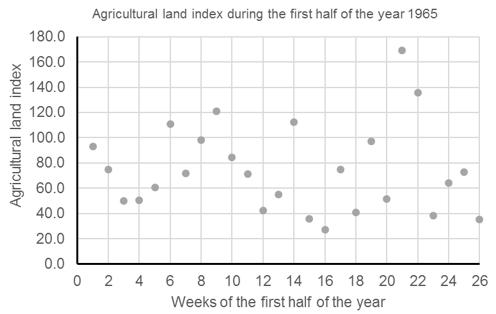 Agricultural land index during the first half of the year 1965
180.0
160.0
140.0
120.0
100.0
80.0
60.0
40.0
20.0
0.0
Agricultural land index
0 2 4 6 8 10 12 14 16 18 20 22 24 26
Weeks of the first half of the year